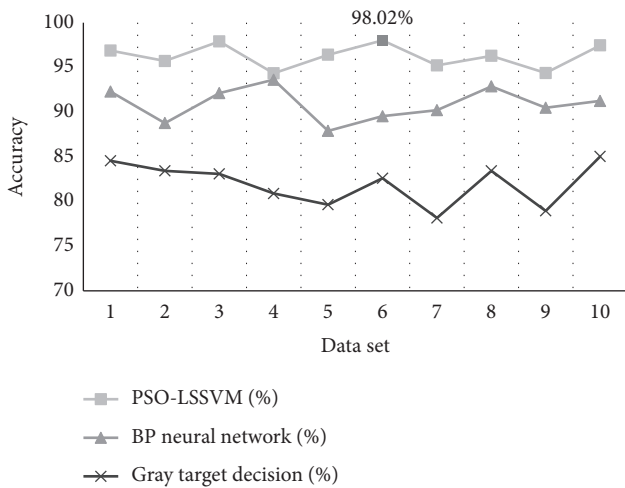 98.02%
100
95
90
85
80
75
70
Accuracy
1 2 3 4 5 6 7 8 9 10
Data set
PSO-LSSVM (%)
BP neural network (%)
Gray target decision (%)